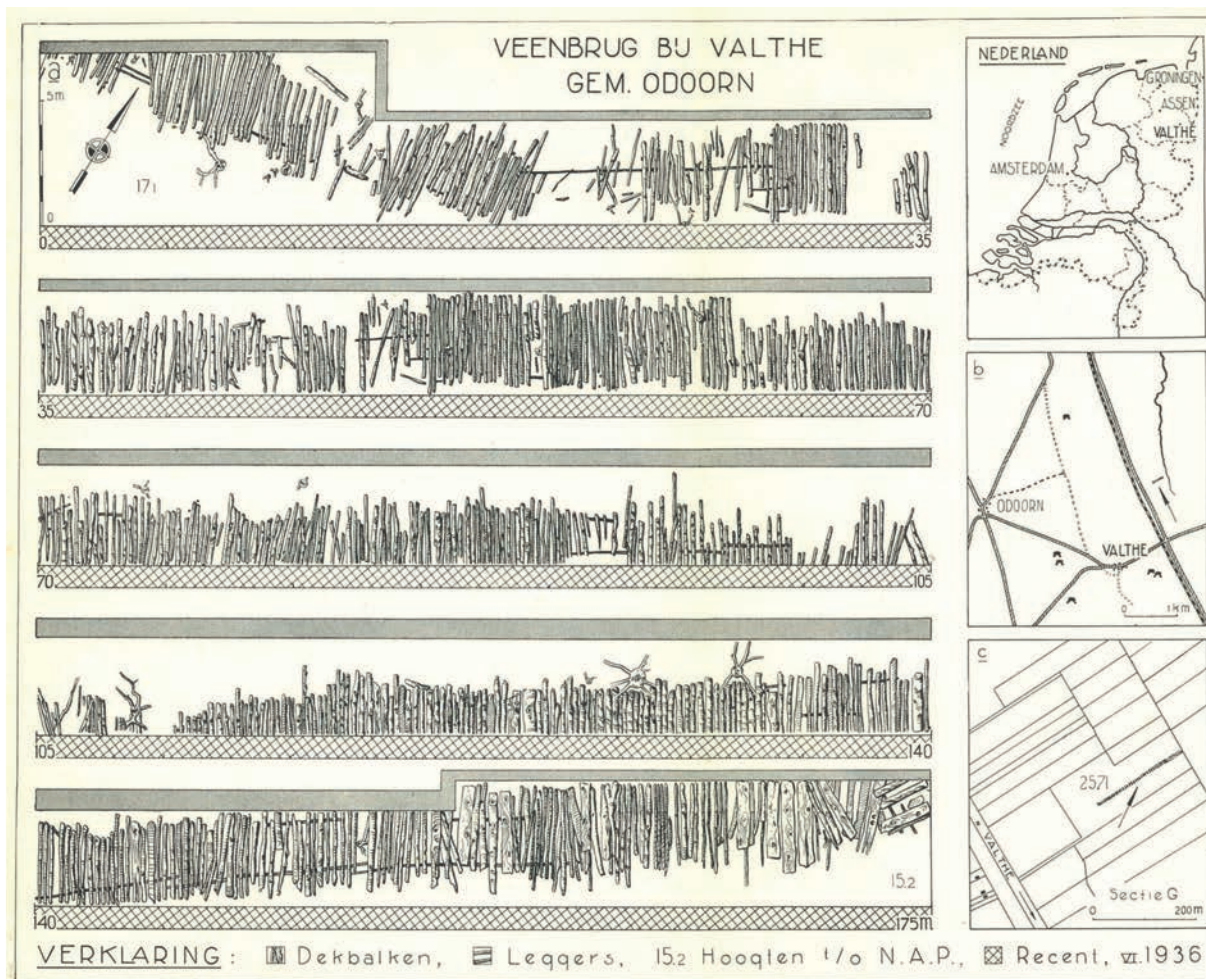 VEENBRUG BIJ VALTHE
GEM. ODOORN
a
5m
0
17.1
0
35
35
70
70
105
105
140
15.2
140
175m
NEDERLAND
GRONINGEN
NOORDZEE
ASSEN
VALTHE
AMSTERDAM
b
ODOORN
VALTHE
0
1 km
c
2571
VALTHE
Sectie G
0
200m
VERKLARING: Dekbalken, Leggers, 15.2 Hoogten t/o N.A.P., Recent, VI.1936